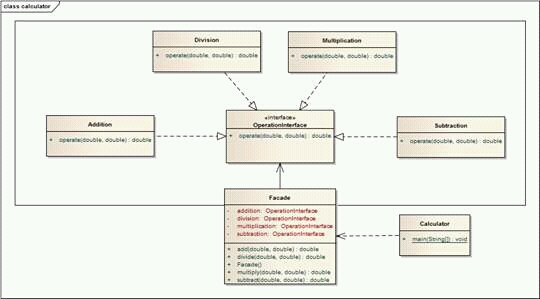 class calculator
Division
+ operate(double, double) : double
Multiplication
+ operate(double, double) : double
Addition
+ operate(double, double) : double
«interface»
OperationInterface
+ operate(double, double) : double
Subtraction
+ operate(double, double) : double
Facade
- addition: OperationInterface
- division: OperationInterface
- multiplication: OperationInterface
- subtraction: OperationInterface
+ add(double, double) : double
+ divide(double, double) : double
+ Facade()
+ multiply(double, double) : double
+ subtract(double, double) : double
Calculator
+ main(String[]) : void